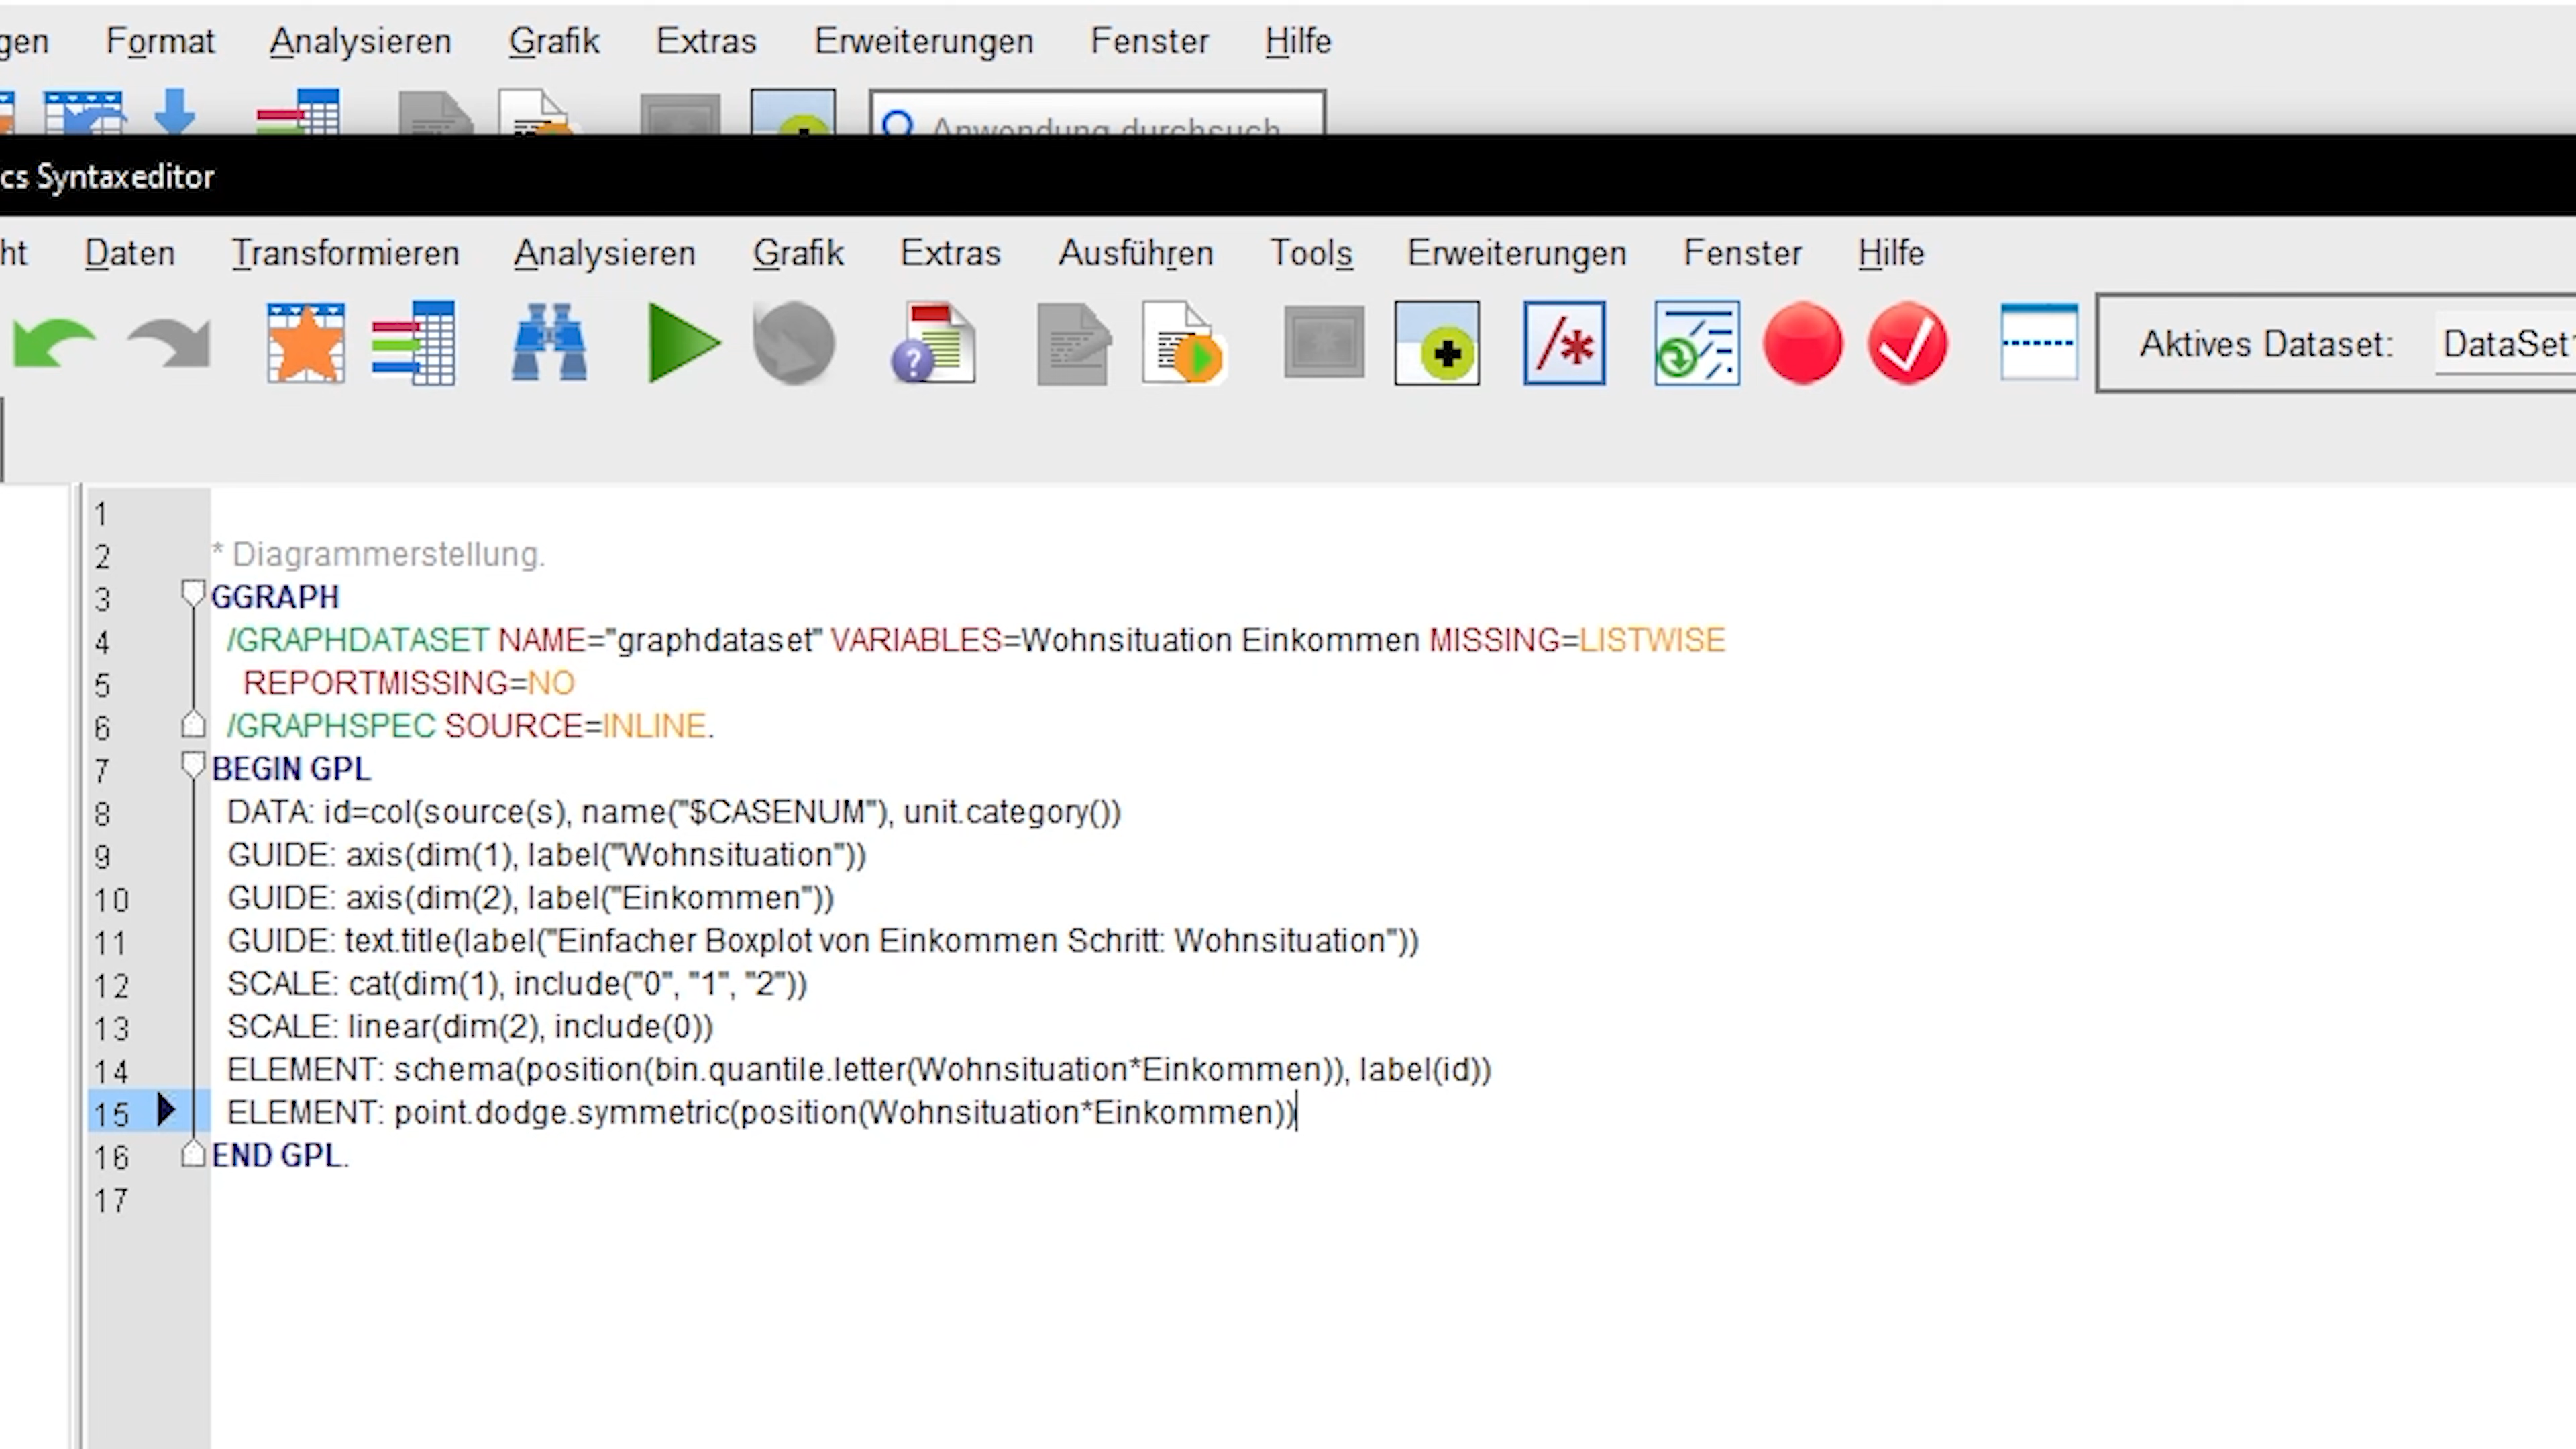 Format Analysieren Grafik Extras Erweiterungen Fenster Hilfe
Anwendung durchsuch
cs Syntaxeditor
Daten Transformieren Analysieren Grafik Extras Ausführen Tools Erweiterungen Fenster Hilfe
Aktives Dataset: DataSet
1
2 * Diagrammerstellung.
3 GGRAPH
4 /GRAPHDATASET NAME="graphdataset" VARIABLES=Wohnsituation Einkommen MISSING=LISTWISE
5 REPORTMISSING=NO
6 /GRAPHSPEC SOURCE=INLINE.
7 BEGIN GPL
8 DATA: id=col(source(s), name("$CASENUM"), unit.category())
9 GUIDE: axis(dim(1), label("Wohnsituation"))
10 GUIDE: axis(dim(2), label("Einkommen"))
11 GUIDE: text.title(label("Einfacher Boxplot von Einkommen Schritt: Wohnsituation"))
12 SCALE: cat(dim(1), include("0", "1", "2"))
13 SCALE: linear(dim(2), include(0))
14 ELEMENT: schema(position(bin.quantile.letter(Wohnsituation*Einkommen)), label(id))
15 ELEMENT: point.dodge.symmetric(position(Wohnsituation*Einkommen))
16 END GPL.
17